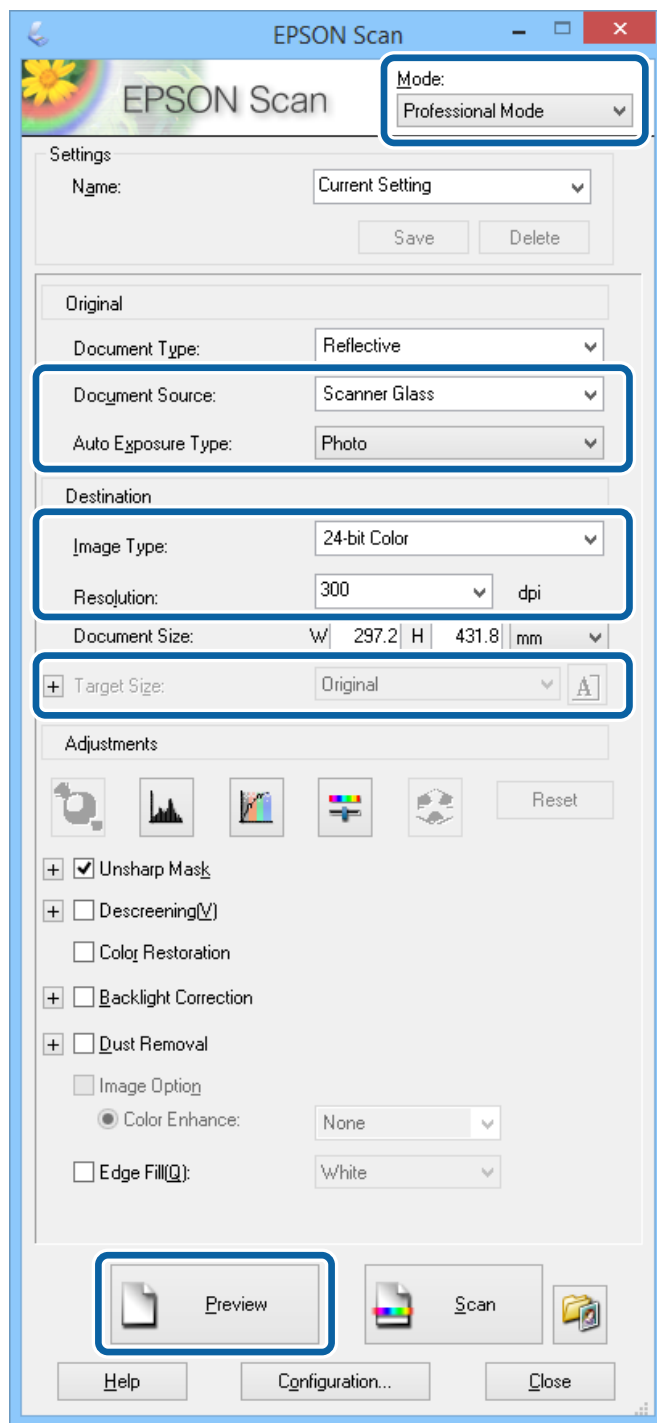 EPSON Scan
EPSON Scan
Mode:
Professional Mode
Settings
Name: Current Setting
Save Delete
Original
Document Type: Reflective
Document Source: Scanner Glass
Auto Exposure Type: Photo
Destination
Image Type: 24-bit Color
Resolution: 300 dpi
Document Size: W 297.2 H 431.8 mm
+ Target Size: Original A
Adjustments
Reset
+ Unsharp Mask
+ Descreening(V)
Color Restoration
+ Backlight Correction
+ Dust Removal
Image Option
Color Enhance: None
Edge Fill(Q): White
Preview Scan
Help Configuration... Close